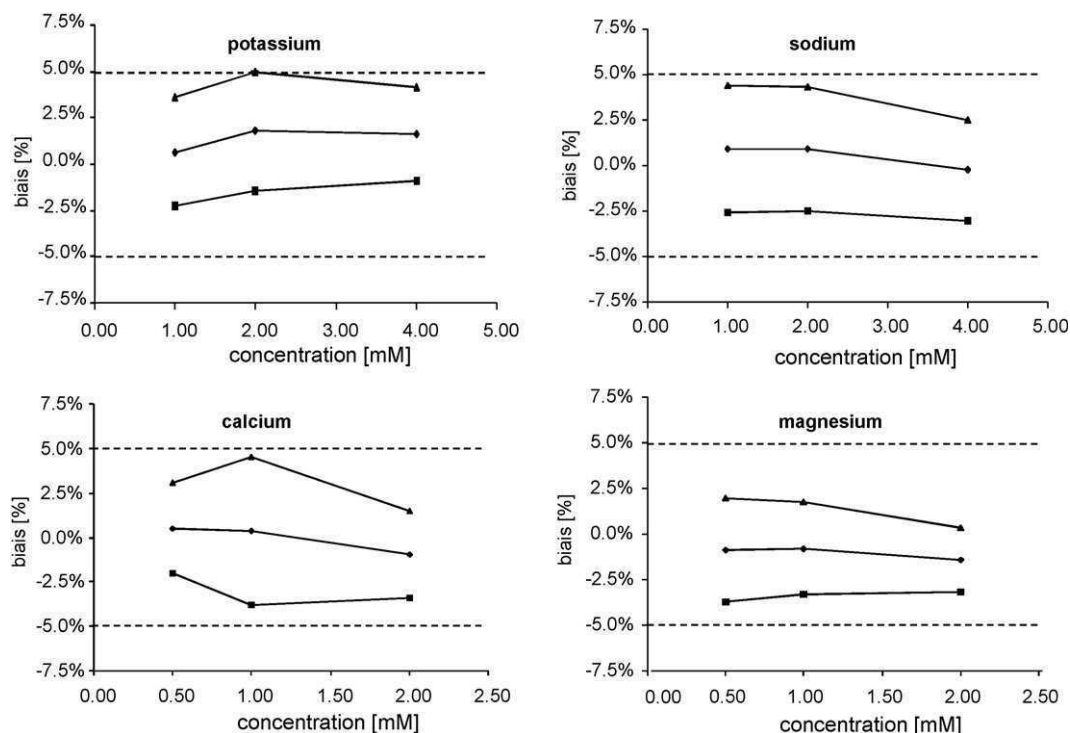 potassium
7.5%
5.0%
2.5%
0.0%
-2.5%
-5.0%
-7.5%
biais [%]
0.00 1.00 2.00 3.00 4.00 5.00
concentration [mM]
sodium
7.5%
5.0%
2.5%
0.0%
-2.5%
-5.0%
-7.5%
biais [%]
0.00 1.00 2.00 3.00 4.00 5.00
concentration [mM]
calcium
7.5%
5.0%
2.5%
0.0%
-2.5%
-5.0%
-7.5%
biais [%]
0.00 0.50 1.00 1.50 2.00 2.50
concentration [mM]
magnesium
7.5%
5.0%
2.5%
0.0%
-2.5%
-5.0%
-7.5%
biais [%]
0.00 0.50 1.00 1.50 2.00 2.50
concentration [mM]